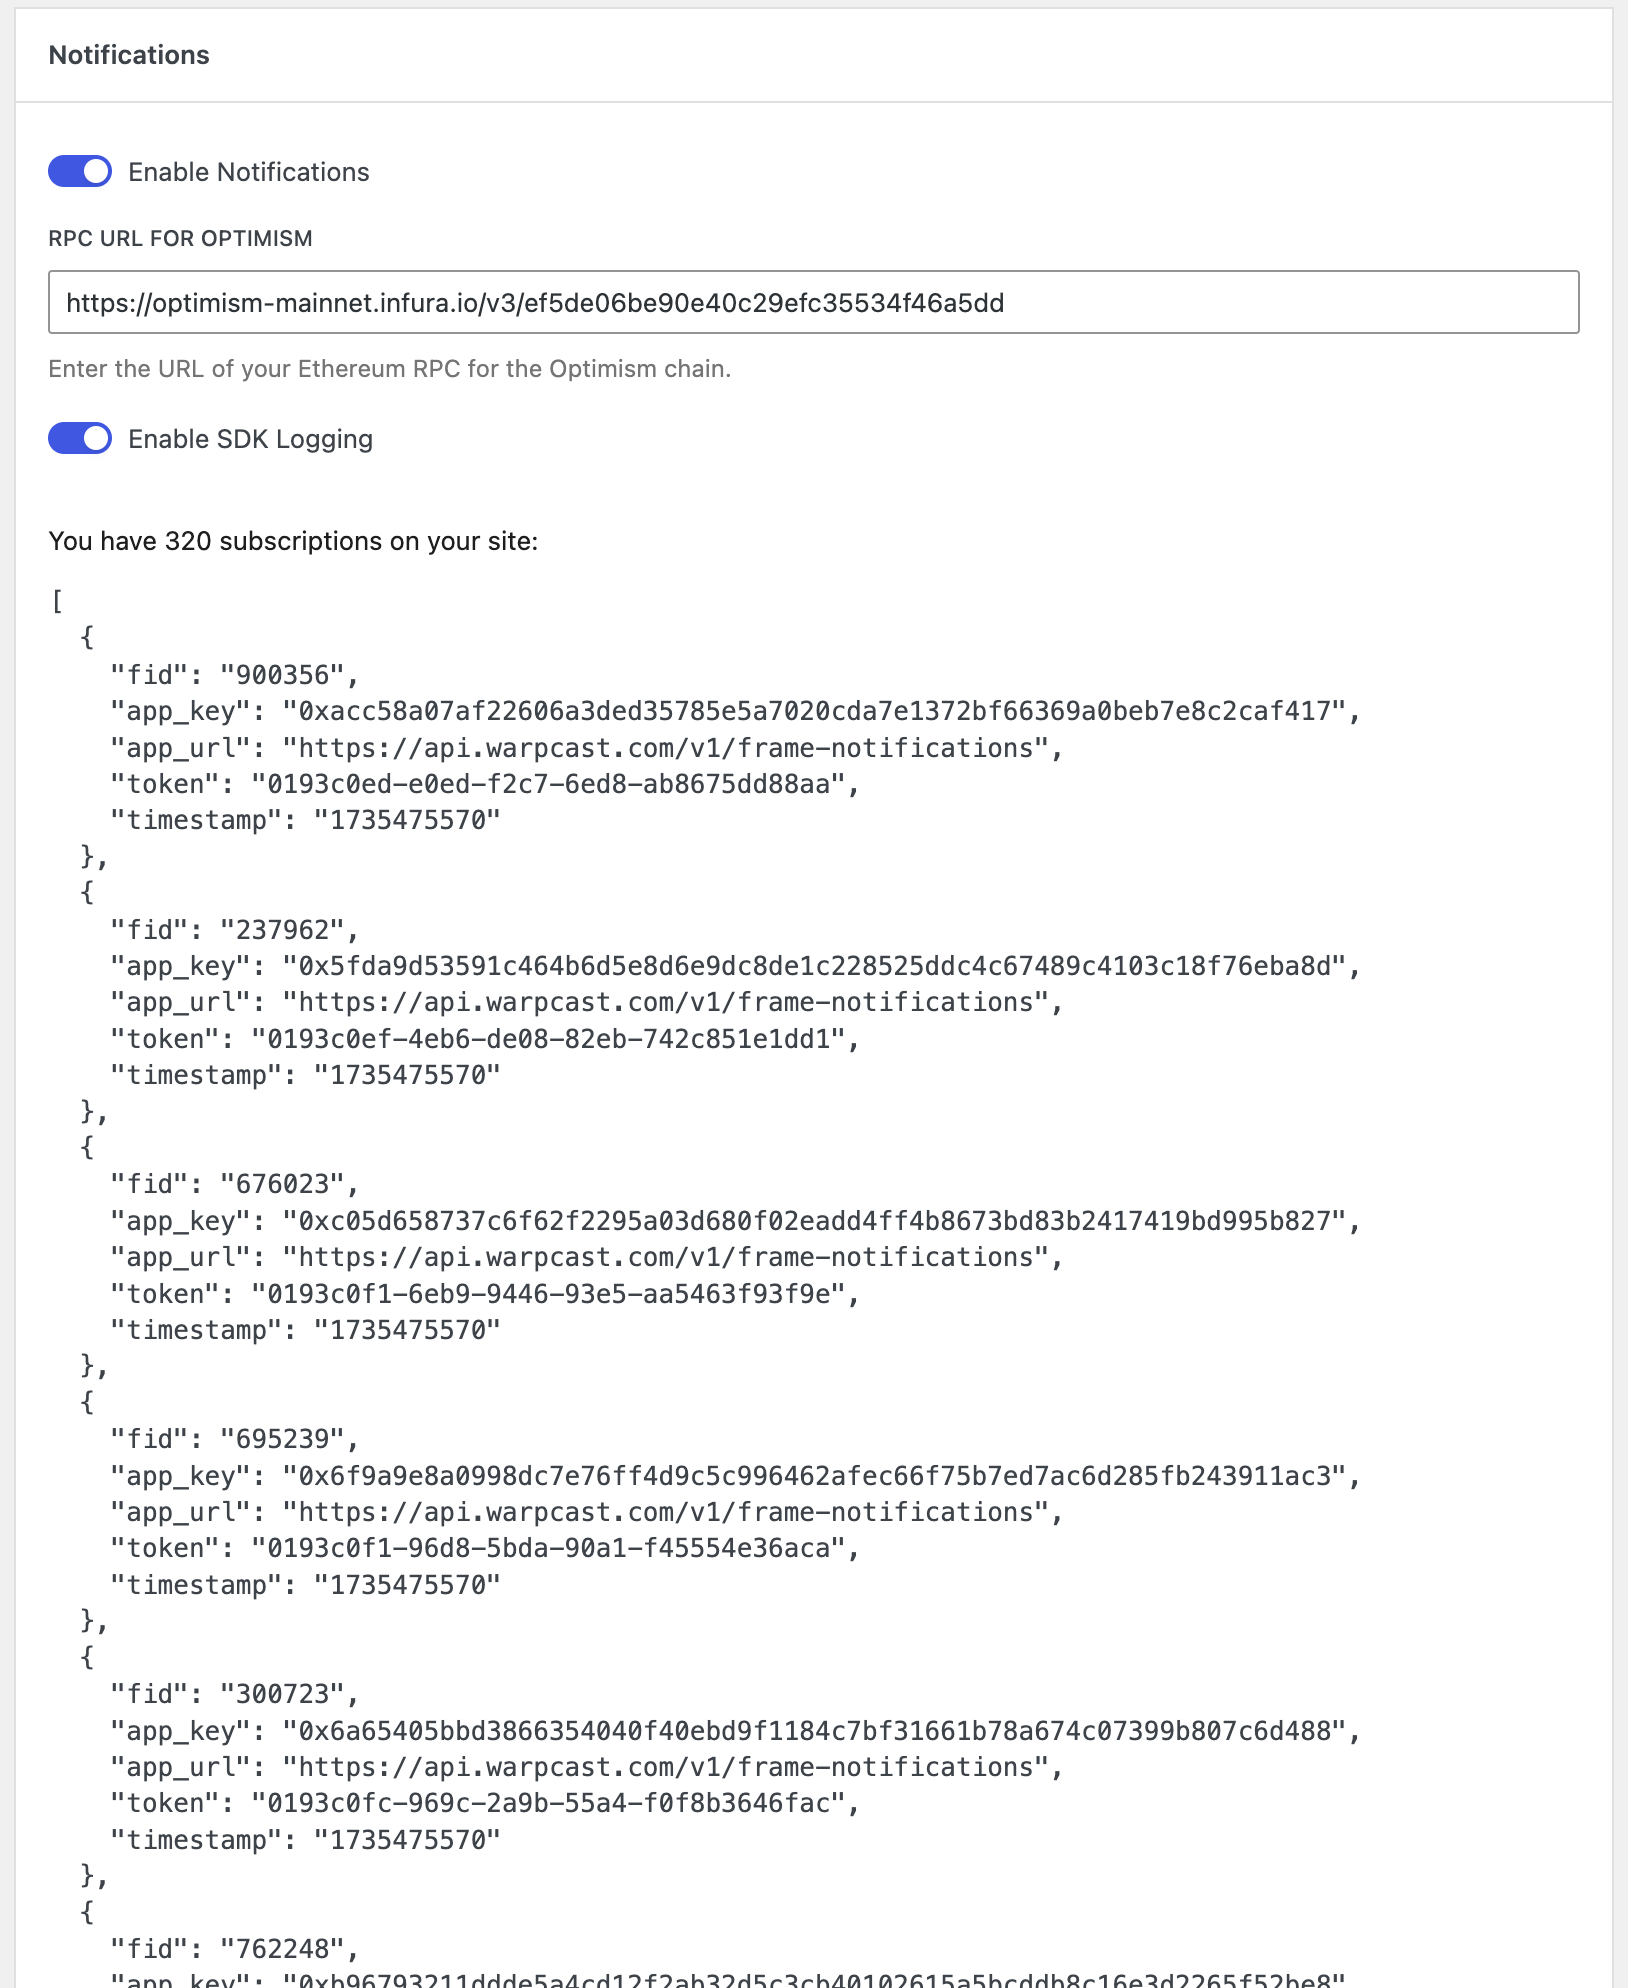 Notifications
Enable Notifications
RPC URL FOR OPTIMISM
https://optimism-mainnet.infura.io/v3/ef5de06be90e40c29efc35534f46a5dd
Enter the URL of your Ethereum RPC for the Optimism chain.
Enable SDK Logging
You have 320 subscriptions on your site:
[
{
"fid": "900356",
"app_key": "0xacc58a07af22606a3ded35785e5a7020cda7e1372bf66369a0beb7e8c2caf417",
"app_url": "https://api.warpcast.com/v1/frame-notifications",
"token": "0193c0ed-e0ed-f2c7-6ed8-ab8675dd88aa",
"timestamp": "1735475570"
},
{
"fid": "237962",
"app_key": "0x5fda9d53591c464b6d5e8d6e9dc8de1c228525ddc4c67489c4103c18f76eba8d",
"app_url": "https://api.warpcast.com/v1/frame-notifications",
"token": "0193c0ef-4eb6-de08-82eb-742c851e1dd1",
"timestamp": "1735475570"
},
{
"fid": "676023",
"app_key": "0xc05d658737c6f62f2295a03d680f02eadd4ff4b8673bd83b2417419bd995b827",
"app_url": "https://api.warpcast.com/v1/frame-notifications",
"token": "0193c0f1-6eb9-9446-93e5-aa5463f93f9e",
"timestamp": "1735475570"
},
{
"fid": "695239",
"app_key": "0x6f9a9e8a0998dc7e76ff4d9c5c996462afec66f75b7ed7ac6d285fb243911ac3",
"app_url": "https://api.warpcast.com/v1/frame-notifications",
"token": "0193c0f1-96d8-5bda-90a1-f45554e36aca",
"timestamp": "1735475570"
},
{
"fid": "300723",
"app_key": "0x6a65405bbd3866354040f40ebd9f1184c7bf31661b78a674c07399b807c6d488",
"app_url": "https://api.warpcast.com/v1/frame-notifications",
"token": "0193c0fc-969c-2a9b-55a4-f0f8b3646fac",
"timestamp": "1735475570"
},
{
"fid": "762248",
"app_key": "0xb96793211ddde5a4cd12f2ab32d5c3cb40102615a5bcddb8c16e3d2265f52be8"